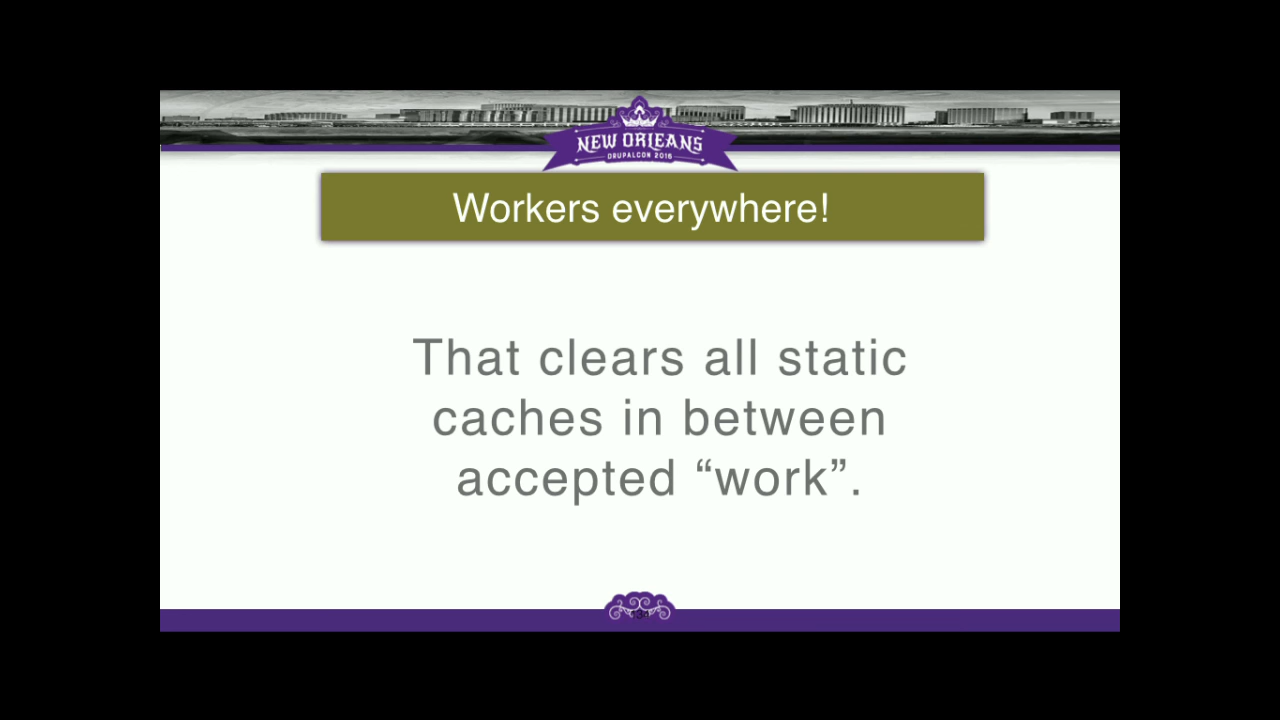 NEW ORLEANS
DRUPALCON 2016
Workers everywhere!
That clears all static
caches in between
accepted “work”.